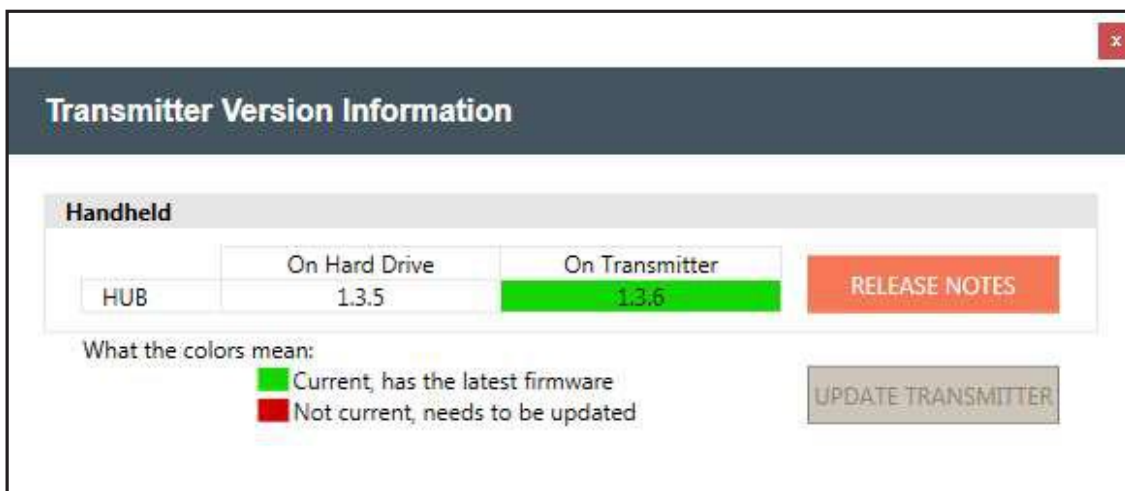 x
Transmitter Version Information
Handheld
On Hard Drive On Transmitter
HUB 1.3.5 1.3.6
RELEASE NOTES
What the colors mean:
Current, has the latest firmware
Not current, needs to be updated
UPDATE TRANSMITTER